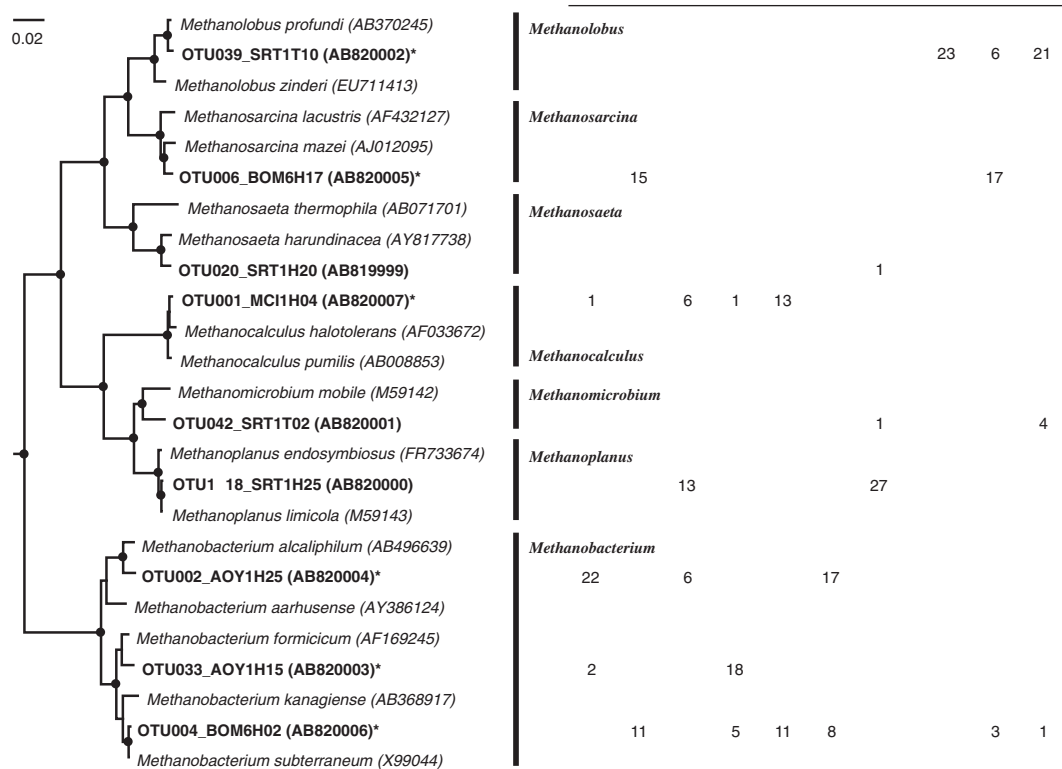 0.02
Methanolobus profundi (AB370245)
Methanolobus
OTU039_SRT1T10 (AB820002)* 23 6 21
Methanolobus zinderi (EU711413)
Methanosarcina lacustris (AF432127)
Methanosarcina
Methanosarcina mazei (AJ012095)
OTU006_BOM6H17 (AB820005)* 15 17
Methanosaeta thermophila (AB071701)
Methanosaeta
Methanosaeta harundinacea (AY817738)
OTU020_SRT1H20 (AB819999) 1
OTU001_MCI1H04 (AB820007)* 1 6 1 13
Methanocalculus halotolerans (AF033672)
Methanocalculus pumilis (AB008853)
Methanocalculus
Methanomicrobium mobile (M59142)
Methanomicrobium
OTU042_SRT1T02 (AB820001) 1 4
Methanoplanus endosymbiosus (FR733674)
Methanoplanus
OTU1 18_SRT1H25 (AB820000) 13 27
Methanoplanus limicola (M59143)
Methanobacterium alcaliphilum (AB496639)
Methanobacterium
OTU002_AOY1H25 (AB820004)* 22 6 17
Methanobacterium aarhusense (AY386124)
Methanobacterium formicicum (AF169245)
OTU033_AOY1H15 (AB820003)* 2 18
Methanobacterium kanagiense (AB368917)
OTU004_BOM6H02 (AB820006)* 11 5 11 8 3 1
Methanobacterium subterraneum (X99044)